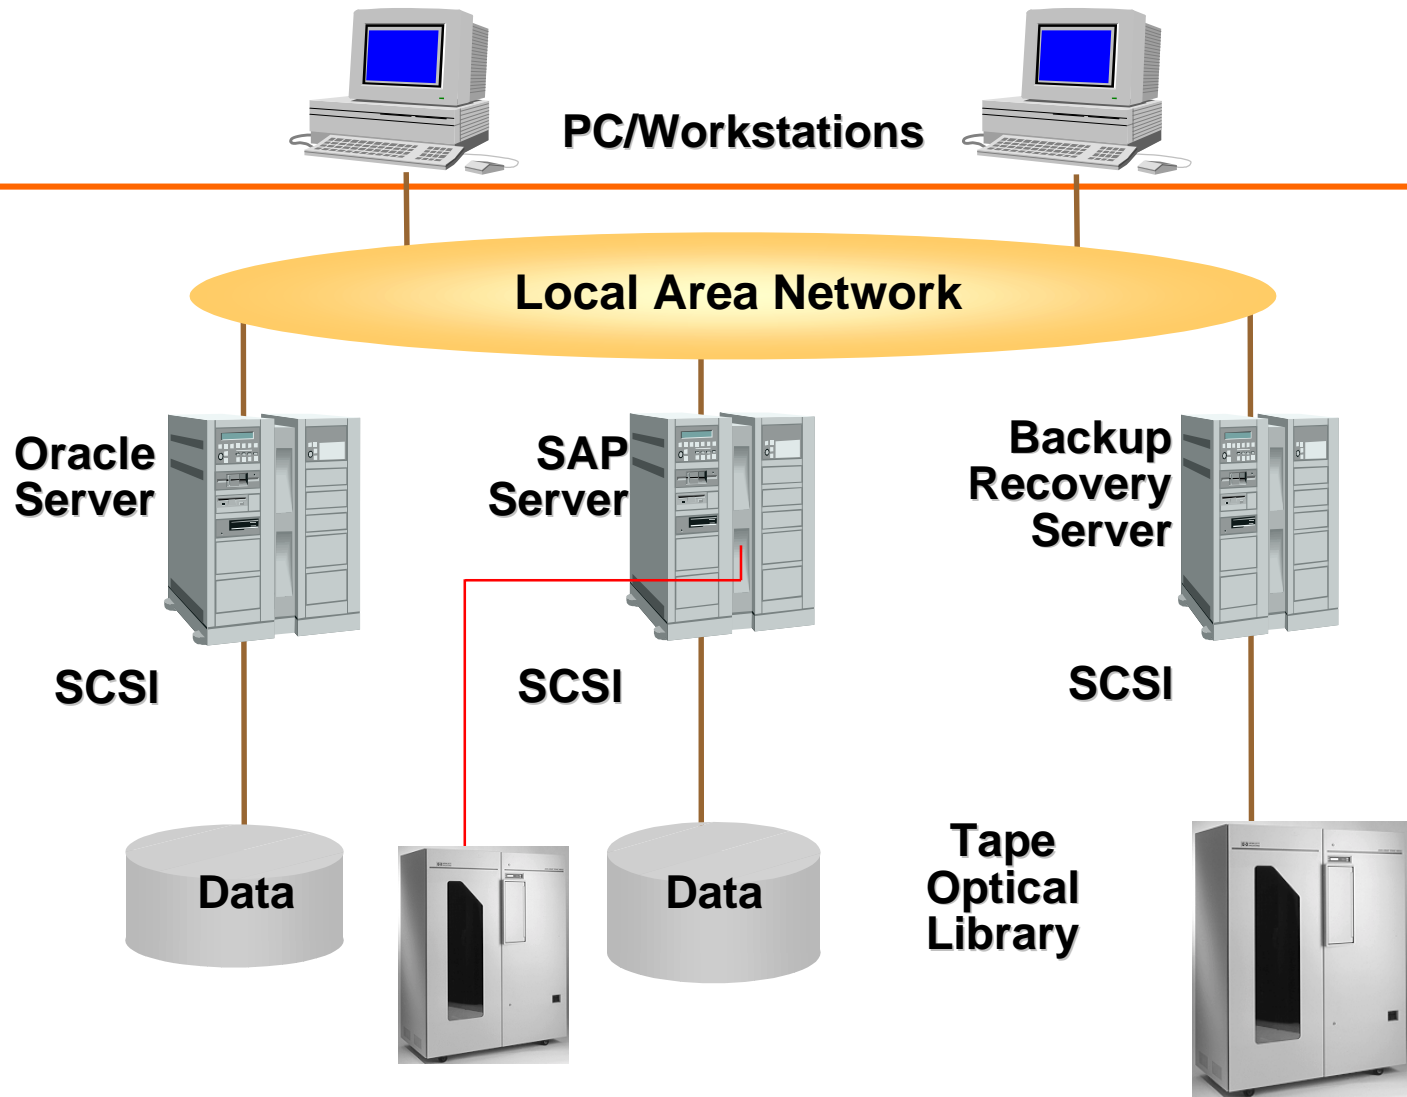 PC/Workstations
Local Area Network
Oracle
Server
SAP
Server
Backup
Recovery
Server
SCSI
SCSI
SCSI
Data
Data
Tape
Optical
Library